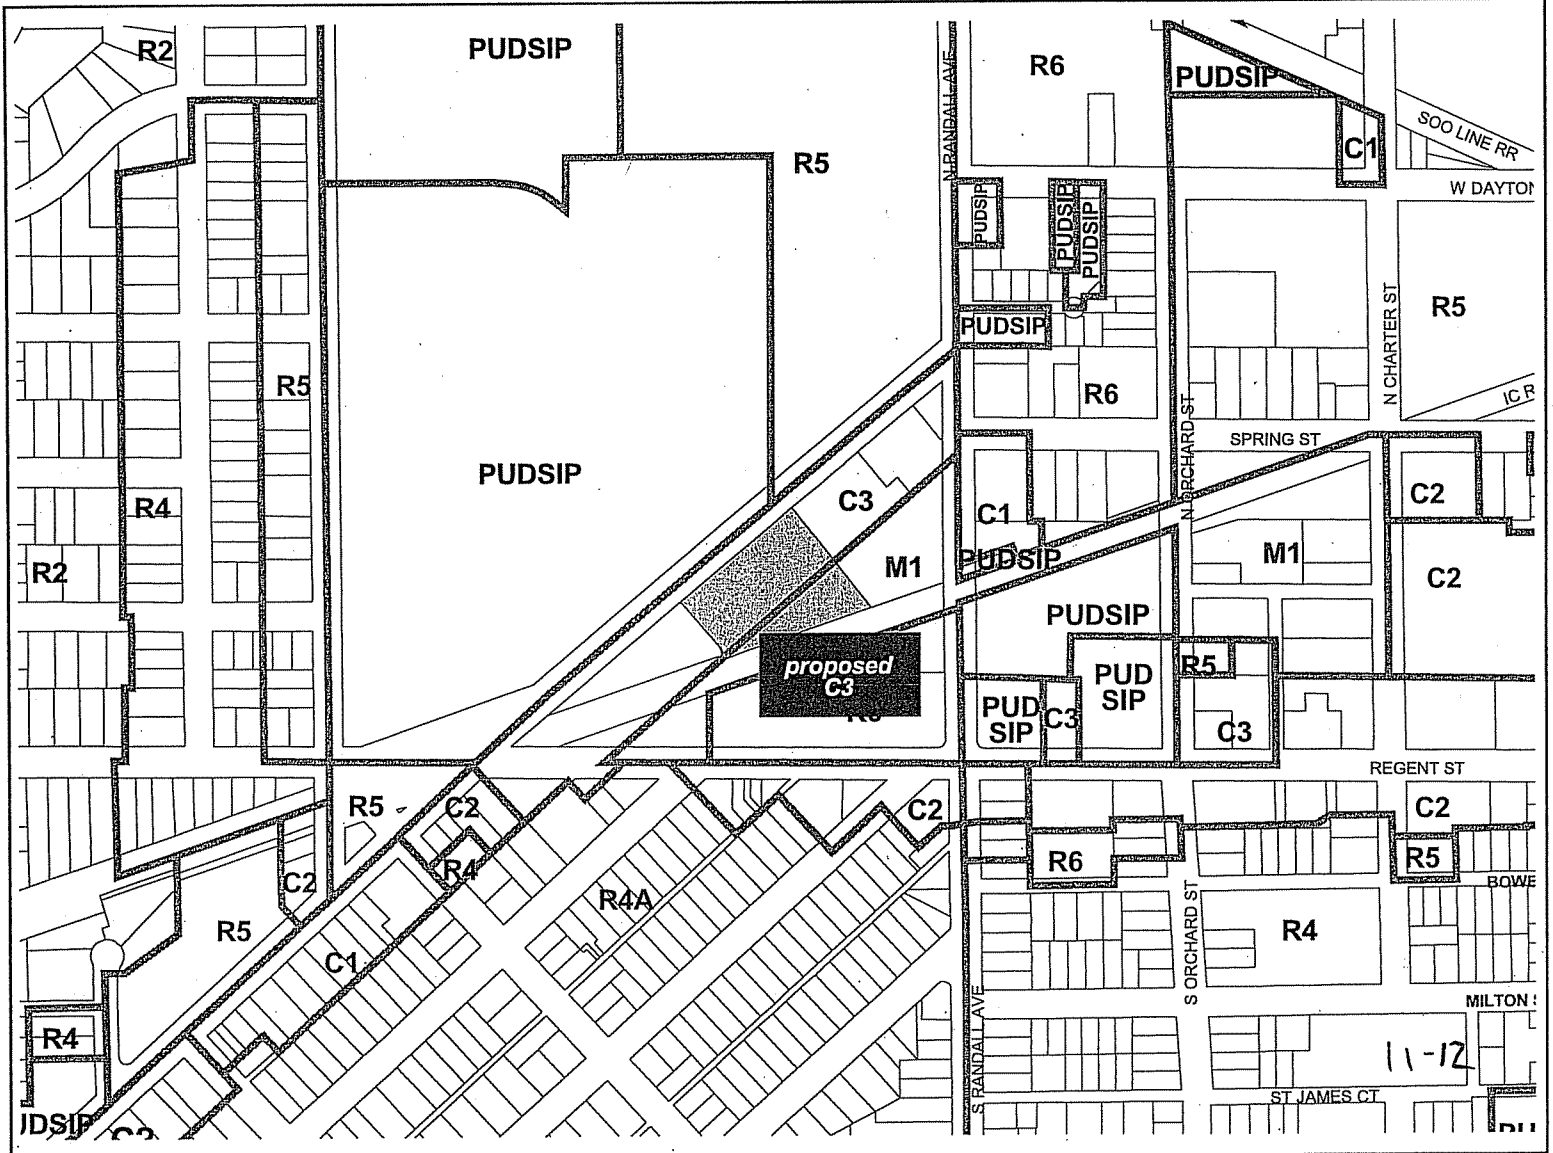 R2
PUDSIP
R6
PUDSIP
N RANDALL AVE
SOO LINE RR
C1
R5
W DAYTON
PUDSIP
PUDSIP
PUDSIP
N CHARTER ST
R5
PUDSIP
R5
R6
IC R
N ORCHARD ST
SPRING ST
PUDSIP
C3
C2
R4
C1
M1
PUDSIP
M1
R2
C2
PUDSIP
proposed
C3
R5
PUD
SIP
PUD
SIP
C3
C3
REGENT ST
R5
C2
C2
C2
R4
R6
R5
C2
BOWE
R4A
S ORCHARD ST
R5
R4
C1
S RANDALL AVE
MILTON S
R4
11-12
ST JAMES CT
UDSIP
C2
PU